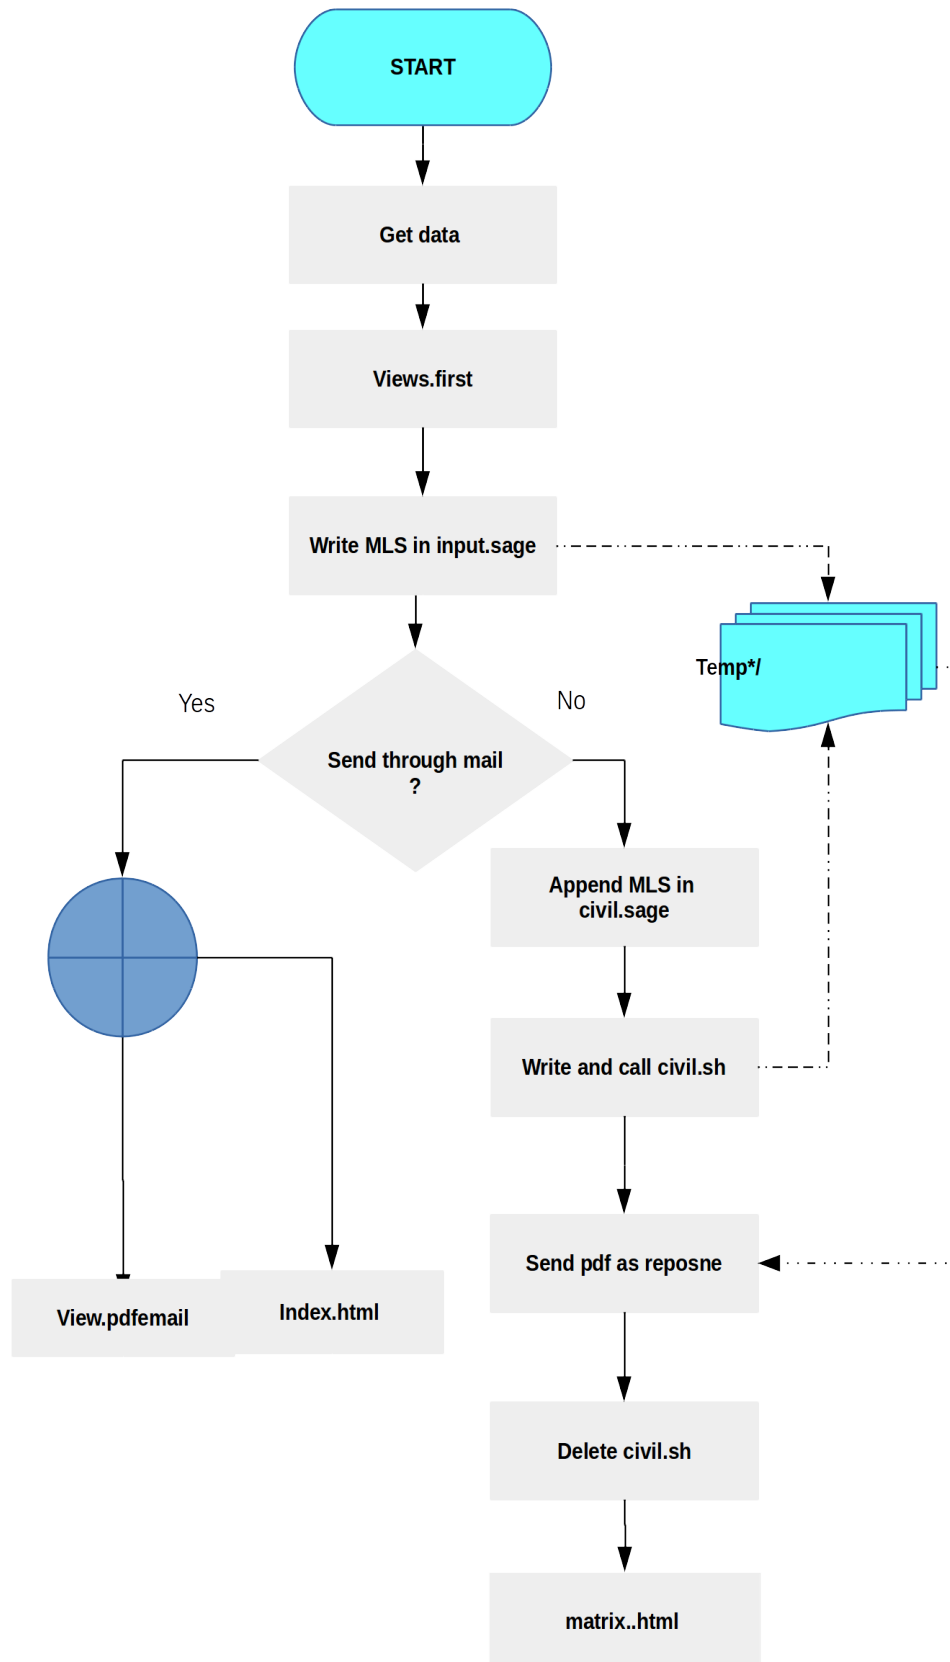 START
Get data
Views.first
Write MLS in input.sage
Temp*/
Yes
No
Send through mail
?
Append MLS in
civil.sage
Write and call civil.sh
Send pdf as reposne
View.pdfemail
Index.html
Delete civil.sh
matrix..html